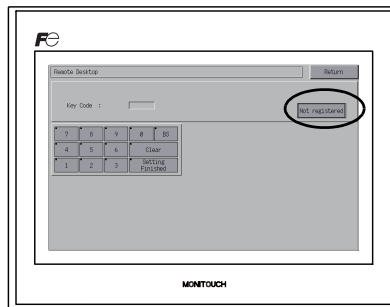 Fe
Remote Desktop
Return
Key Code :
Not registered
7 8 9 0 BS
4 5 6 Clear
1 2 3 Setting
Finished
MONITOUCH